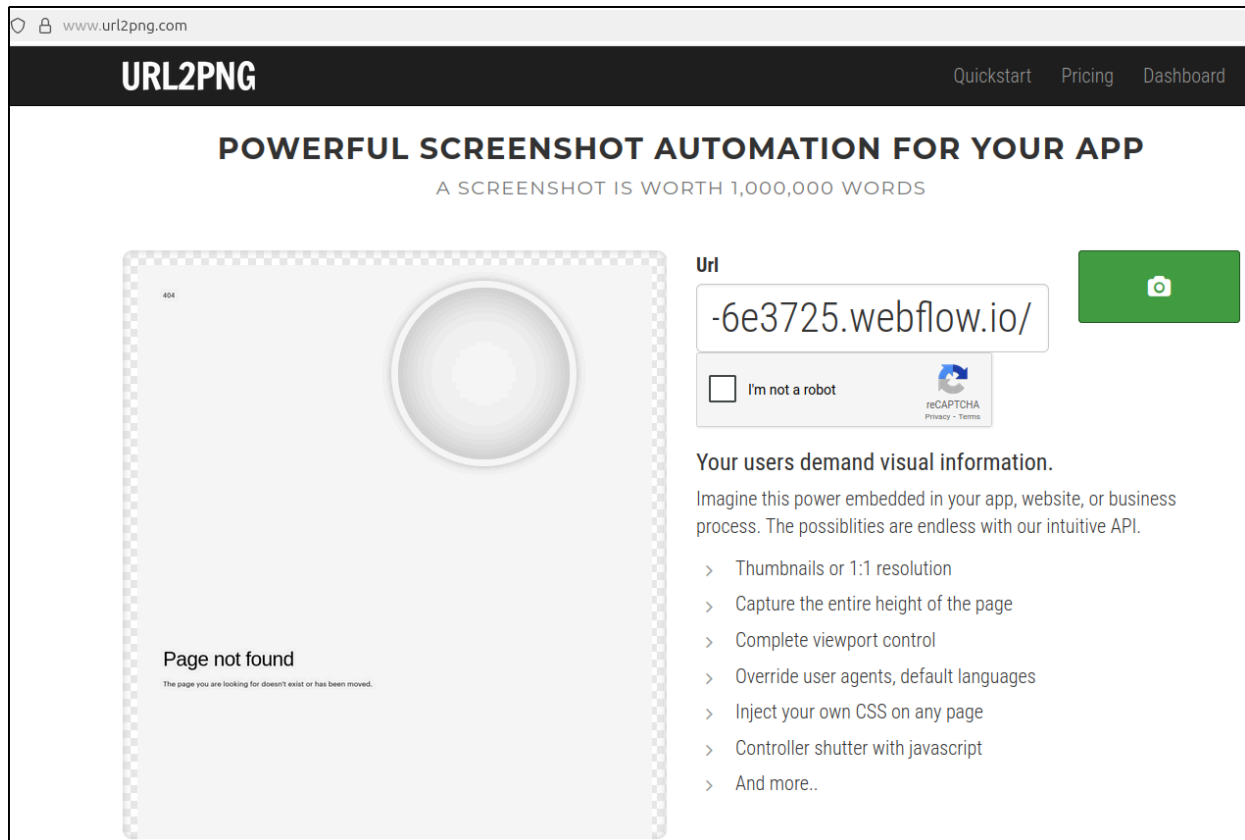 www.url2png.com
URL2PNG
Quickstart Pricing Dashboard
POWERFUL SCREENSHOT AUTOMATION FOR YOUR APP
A SCREENSHOT IS WORTH 1,000,000 WORDS
404
Page not found
The page you are looking for doesn't exist or has been moved.
Url
-6e3725.webflow.io/
I'm not a robot
reCAPTCHA
Privacy - Terms
Your users demand visual information.
Imagine this power embedded in your app, website, or business
process. The possiblities are endless with our intuitive API.
Thumbnails or 1:1 resolution
Capture the entire height of the page
Complete viewport control
Override user agents, default languages
Inject your own CSS on any page
Controller shutter with javascript
And more..